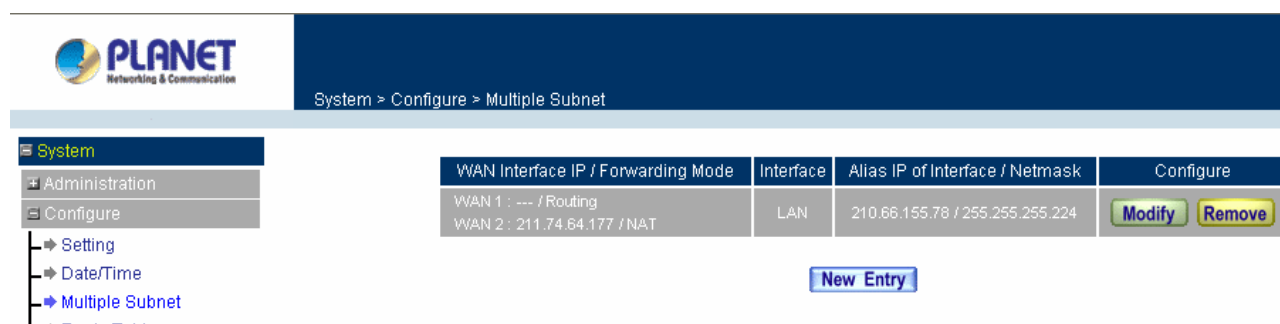 PLANET
Networking & Communication
System > Configure > Multiple Subnet
System
Administration
Configure
Setting
Date/Time
Multiple Subnet
WAN Interface IP / Forwarding Mode Interface Alias IP of Interface / Netmask Configure
WAN 1 : --- / Routing
WAN 2 : 211.74.64.177 / NAT
LAN 210.66.155.78 / 255.255.255.224 Modify Remove
New Entry